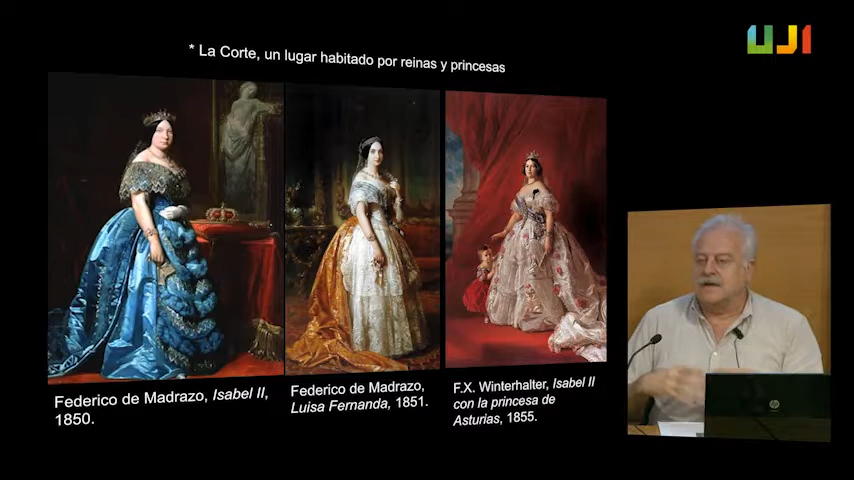 UJI
* La Corte, un lugar habitado por reinas y princesas
Federico de Madrazo, Isabel II,
1850.
Federico de Madrazo,
Luisa Fernanda, 1851.
F.X. Winterhalter, Isabel II
con la princesa de
Asturias, 1855.
hp